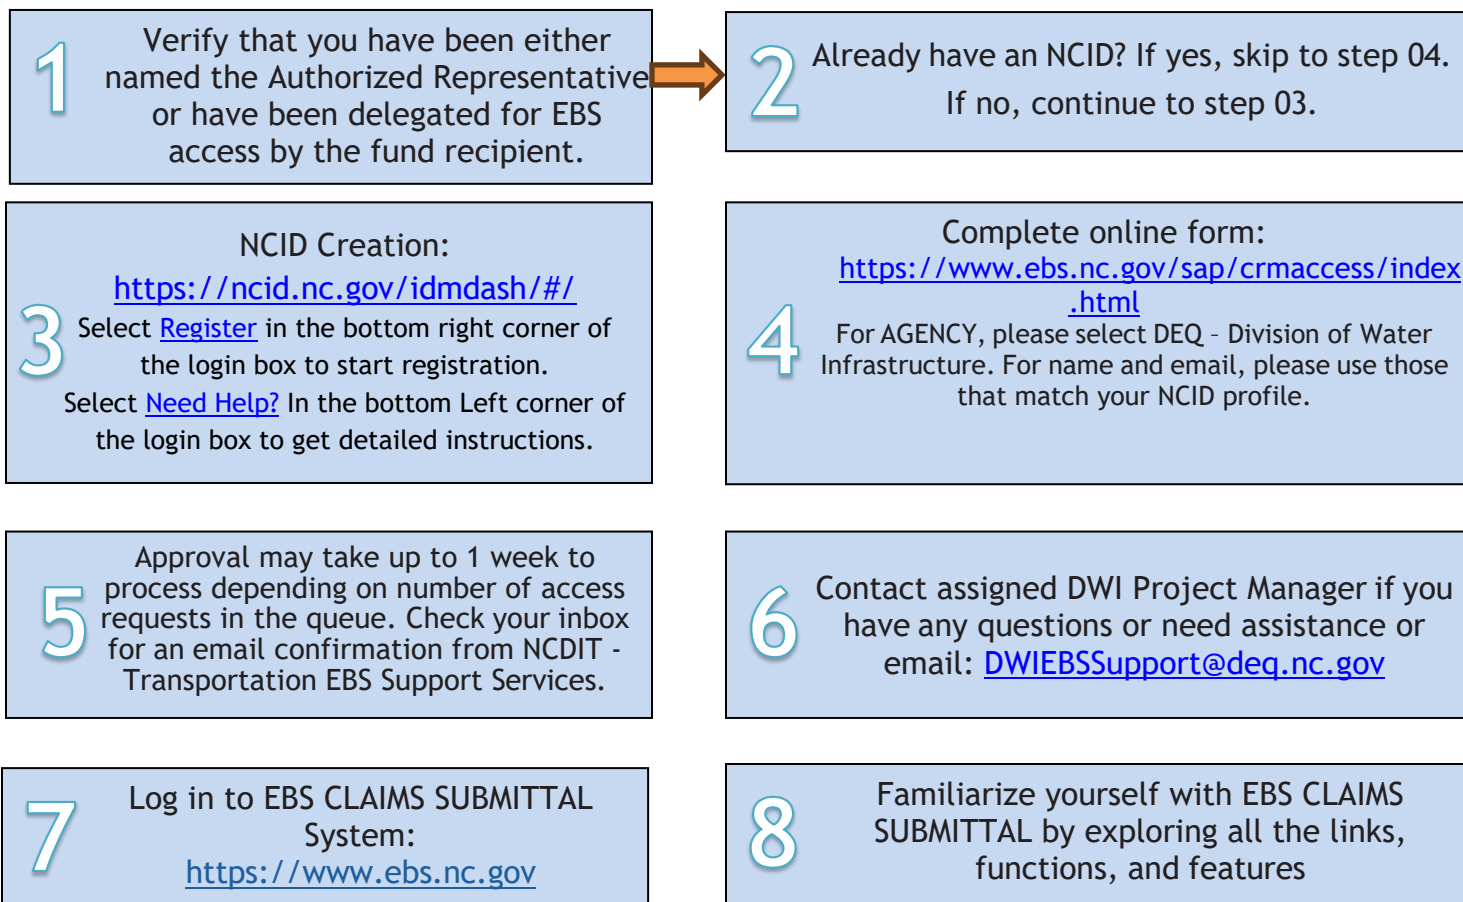 1
Verify that you have been either
named the Authorized Representative
or have been delegated for EBS
access by the fund recipient.
2
Already have an NCID? If yes, skip to step 04.
If no, continue to step 03.
3
NCID Creation:
https://ncid.nc.gov/idmdash/#/
Select Register in the bottom right corner of
the login box to start registration.
Select Need Help? In the bottom Left corner of
the login box to get detailed instructions.
4
Complete online form:
https://www.ebs.nc.gov/sap/crmaccess/index
.html
For AGENCY, please select DEQ – Division of Water
Infrastructure. For name and email, please use those
that match your NCID profile.
5
Approval may take up to 1 week to
process depending on number of access
requests in the queue. Check your inbox
for an email confirmation from NCDIT -
Transportation EBS Support Services.
6
Contact assigned DWI Project Manager if you
have any questions or need assistance or
email: DWIEBSSupport@deq.nc.gov
7
Log in to EBS CLAIMS SUBMITTAL
System:
https://www.ebs.nc.gov
8
Familiarize yourself with EBS CLAIMS
SUBMITTAL by exploring all the links,
functions, and features